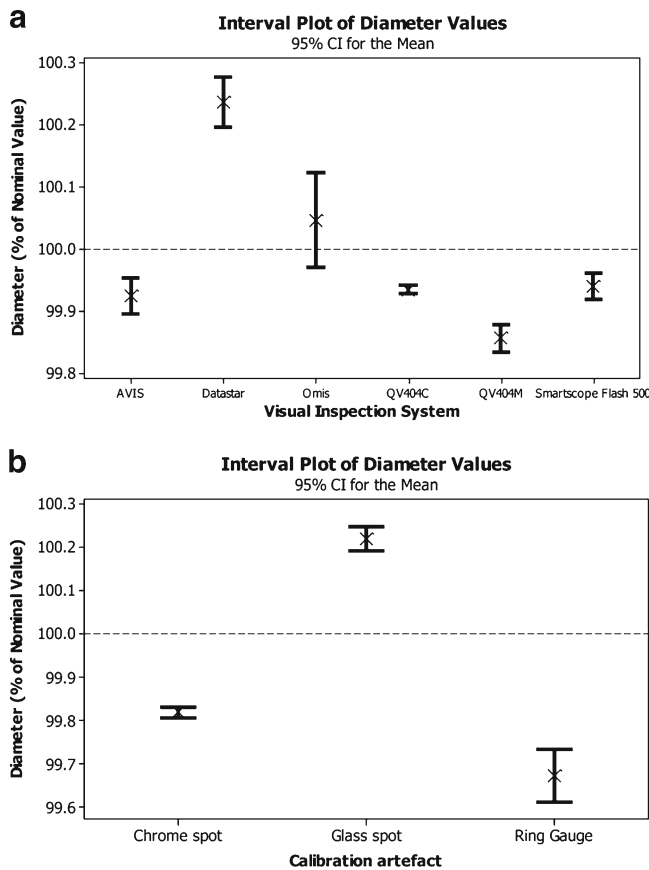 a
Interval Plot of Diameter Values
95% CI for the Mean
Diameter (% of Nominal Value)
100.3
100.2
100.1
100.0
99.9
99.8
AVIS Datastar Omis QV404C QV404M Smartscope Flash 500
Visual Inspection System
b
Interval Plot of Diameter Values
95% CI for the Mean
Diameter (% of Nominal Value)
100.3
100.2
100.1
100.0
99.9
99.8
99.7
99.6
Chrome spot Glass spot Ring Gauge
Calibration artefact